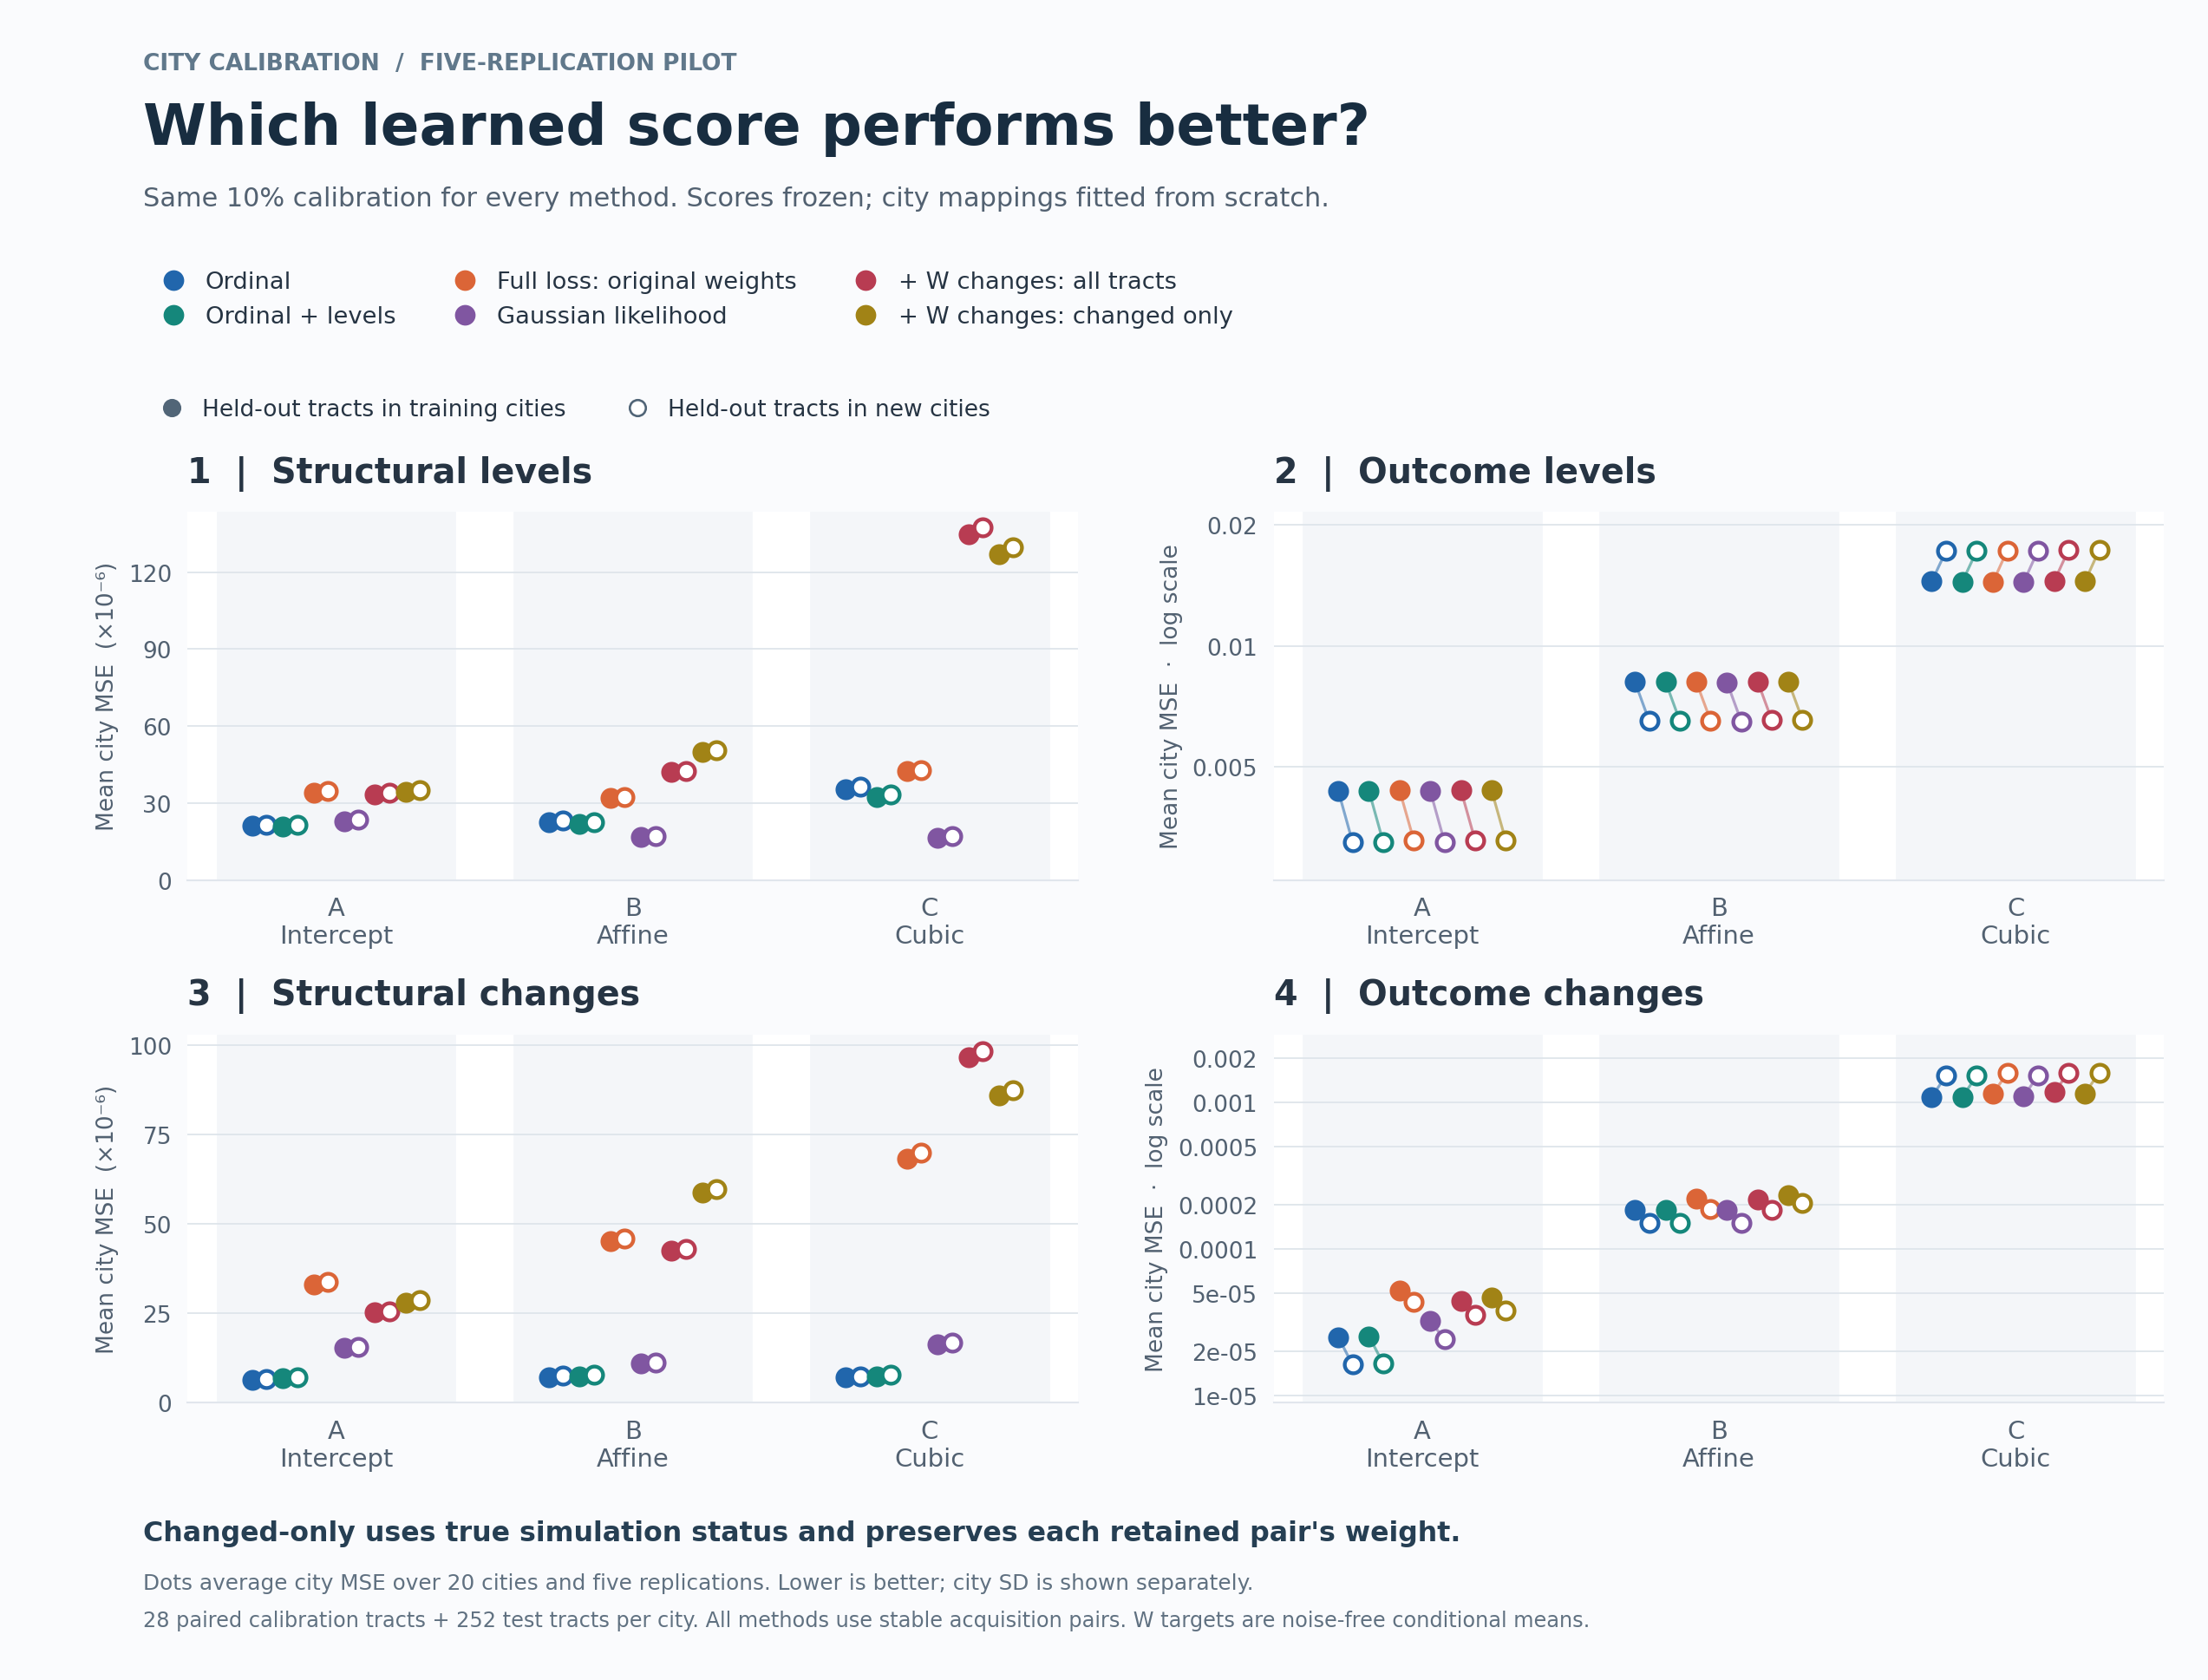 CITY CALIBRATION / FIVE-REPLICATION PILOT
Which learned score performs better?
Same 10% calibration for every method. Scores frozen; city mappings fitted from scratch.
Ordinal
Full loss: original weights
+ W changes: all tracts
Ordinal + levels
Gaussian likelihood
+ W changes: changed only
Held-out tracts in training cities
Held-out tracts in new cities
1 | Structural levels
Mean city MSE (×10⁻⁶)
120
90
60
30
0
A
Intercept
B
Affine
C
Cubic
2 | Outcome levels
Mean city MSE · log scale
0.02
0.01
0.005
A
Intercept
B
Affine
C
Cubic
3 | Structural changes
Mean city MSE (×10⁻⁶)
100
75
50
25
0
A
Intercept
B
Affine
C
Cubic
4 | Outcome changes
Mean city MSE · log scale
0.002
0.001
0.0005
0.0002
0.0001
5e-05
2e-05
1e-05
A
Intercept
B
Affine
C
Cubic
Changed-only uses true simulation status and preserves each retained pair's weight.
Dots average city MSE over 20 cities and five replications. Lower is better; city SD is shown separately.
28 paired calibration tracts + 252 test tracts per city. All methods use stable acquisition pairs. W targets are noise-free conditional means.